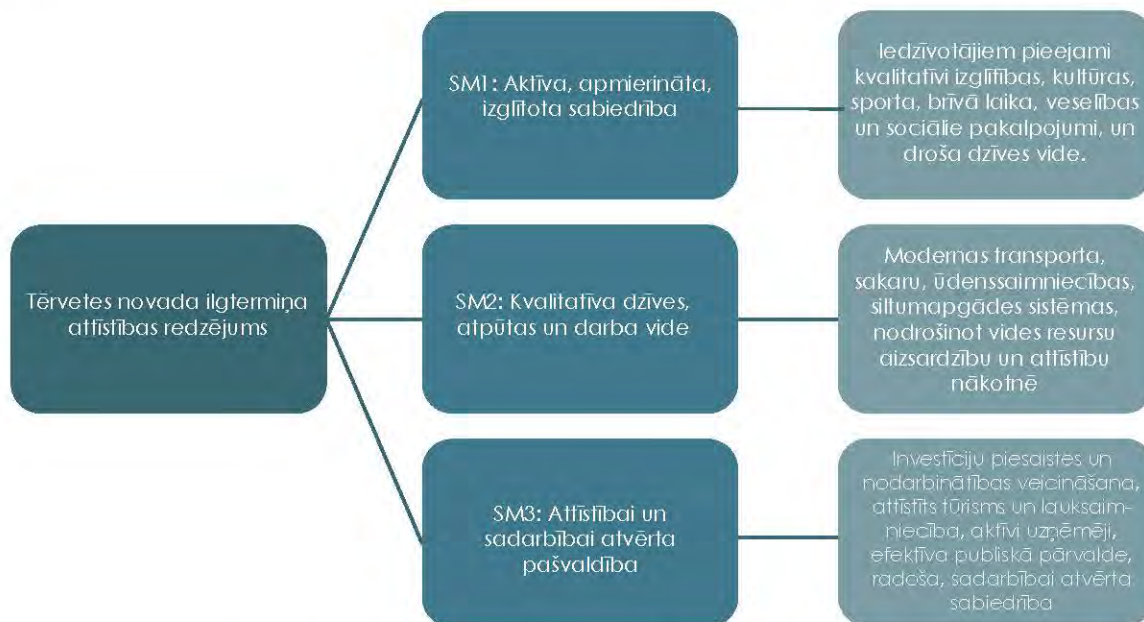 Tērvetes novada ilgtermiņa
attīstības redzējums
SM1: Aktīva, apmierināta,
izglītota sabiedrība
Iedzīvotājiem pieejami
kvalitatīvi izglītības, kultūras,
sporta, brīvā laika, veselības
un sociālie pakalpojumi, un
droša dzīves vide.
SM2: Kvalitatīva dzīves,
atpūtas un darba vide
Modernas transporta,
sakaru, ūdenssaimniecības,
siltumapgādes sistēmas,
nodrošinot vides resursu
aizsardzību un attīstību
nākotnē
SM3: Attīstībai un
sadarbībai atvērta
pašvaldība
Investīciju piesaistes un
nodarbinātības veicināšana,
attīstīts tūrisms un lauksaim-
niecība, aktīvi uzņēmēji,
efektīva publiskā pārvalde,
radoša, sadarbībai atvērta
sabiedrība